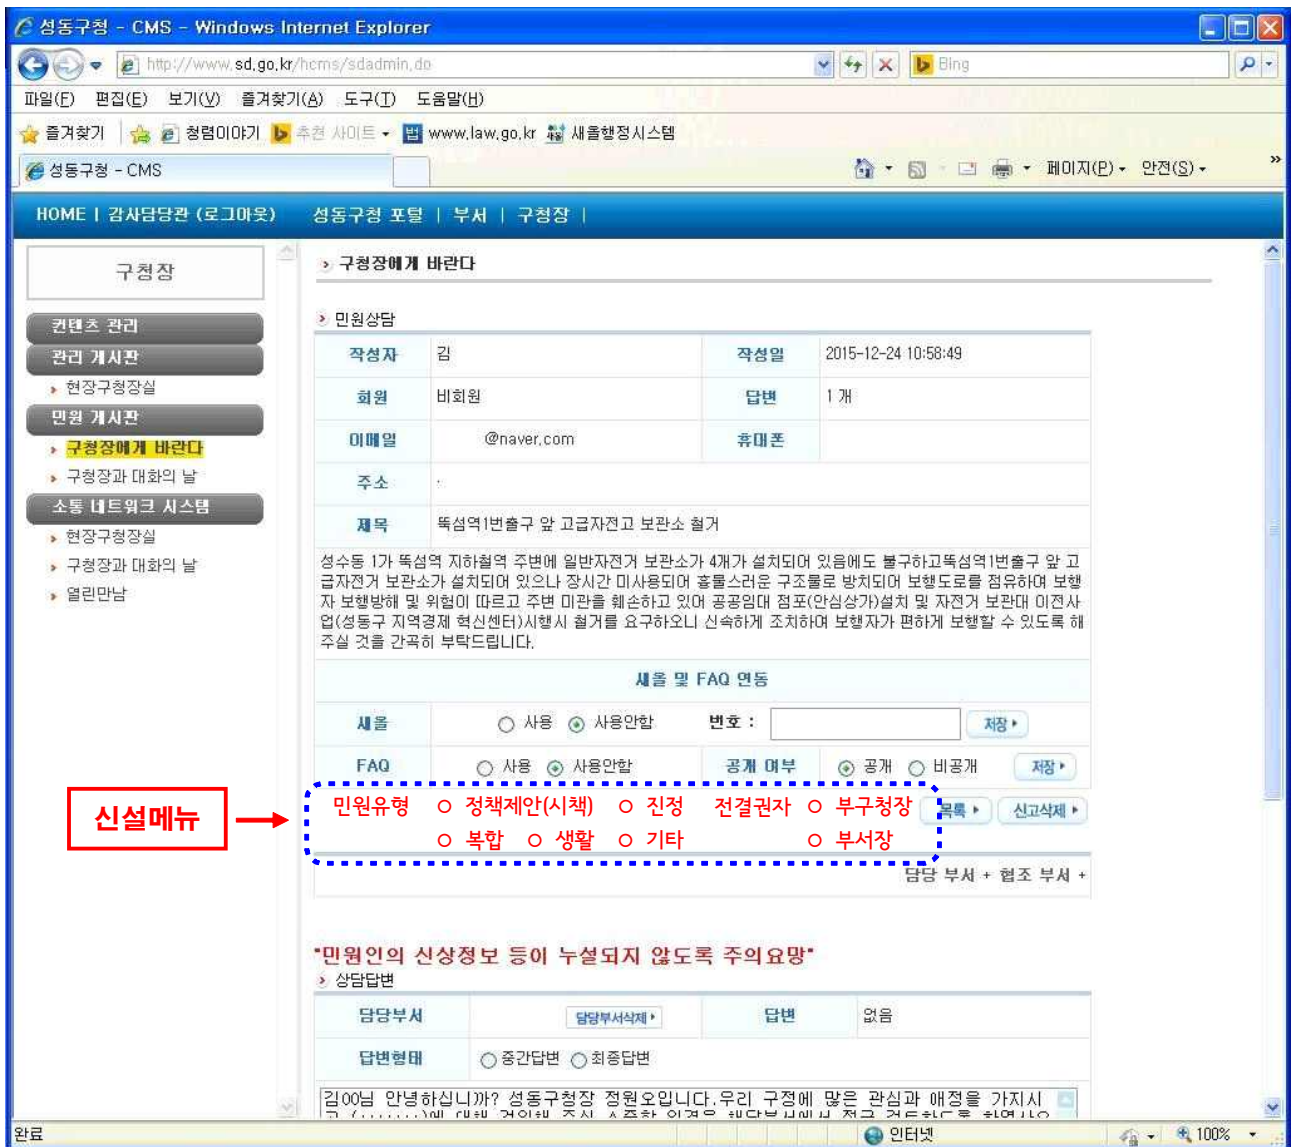 성동구청 - CMS - Windows Internet Explorer
http://www.sd.go.kr/hcms/sdadmin.do
Bing
파일(F) 편집(E) 보기(V) 즐겨찾기(A) 도구(T) 도움말(H)
즐겨찾기 청렴이야기 추천 사이트 법 www.law.go.kr 새올행정시스템
성동구청 - CMS
페이지(P) 안전(S) »
HOME | 감사담당관 (로그아웃) 성동구청 포탈 | 부서 | 구청장 |
구청장
컨텐츠 관리
관리 게시판
현장구청장실
민원 게시판
구청장에게 바란다
구청장과 대화의 날
소통 네트워크 시스템
현장구청장실
구청장과 대화의 날
열린만남
구청장에게 바란다
민원상담
작성자 김 작성일 2015-12-24 10:58:49
회원 비회원 답변 1 개
이메일 @naver.com 휴대폰
주소 .
제목 뚝섬역1번출구 앞 고급자전고 보관소 철거
성수동 1가 뚝섬역 지하철역 주변에 일반자전거 보관소가 4개가 설치되어 있음에도 불구하고뚝섬역1번출구 앞 고
급자전거 보관소가 설치되어 있으나 장시간 미사용되어 흉물스러운 구조물로 방치되어 보행도로를 점유하여 보행
자 보행방해 및 위험이 따르고 주변 미관을 훼손하고 있어 공공임대 점포(안심상가)설치 및 자전거 보관대 이전사
업(성동구 지역경제 혁신센터)시행시 철거를 요구하오니 신속하게 조치하여 보행자가 편하게 보행할 수 있도록 해
주실 것을 간곡히 부탁드립니다.
새올 및 FAQ 연동
새올 사용 사용안함 번호 : 저장
FAQ 사용 사용안함 공개 여부 공개 비공개 저장
신설메뉴
민원유형 ○ 정책제안(시책) ○ 진정 전결권자 ○ 부구청장 목록 신고삭제
○ 복합 ○ 생활 ○ 기타 ○ 부서장
담당 부서 + 협조 부서 +
"민원인의 신상정보 등이 누설되지 않도록 주의요망"
상담답변
담당부서 담당부서삭제 답변 없음
답변형태 중간답변 최종답변
김00님 안녕하십니까? 성동구청장 정원오입니다.우리 구정에 많은 관심과 애정을 가지시
완료 인터넷 100%